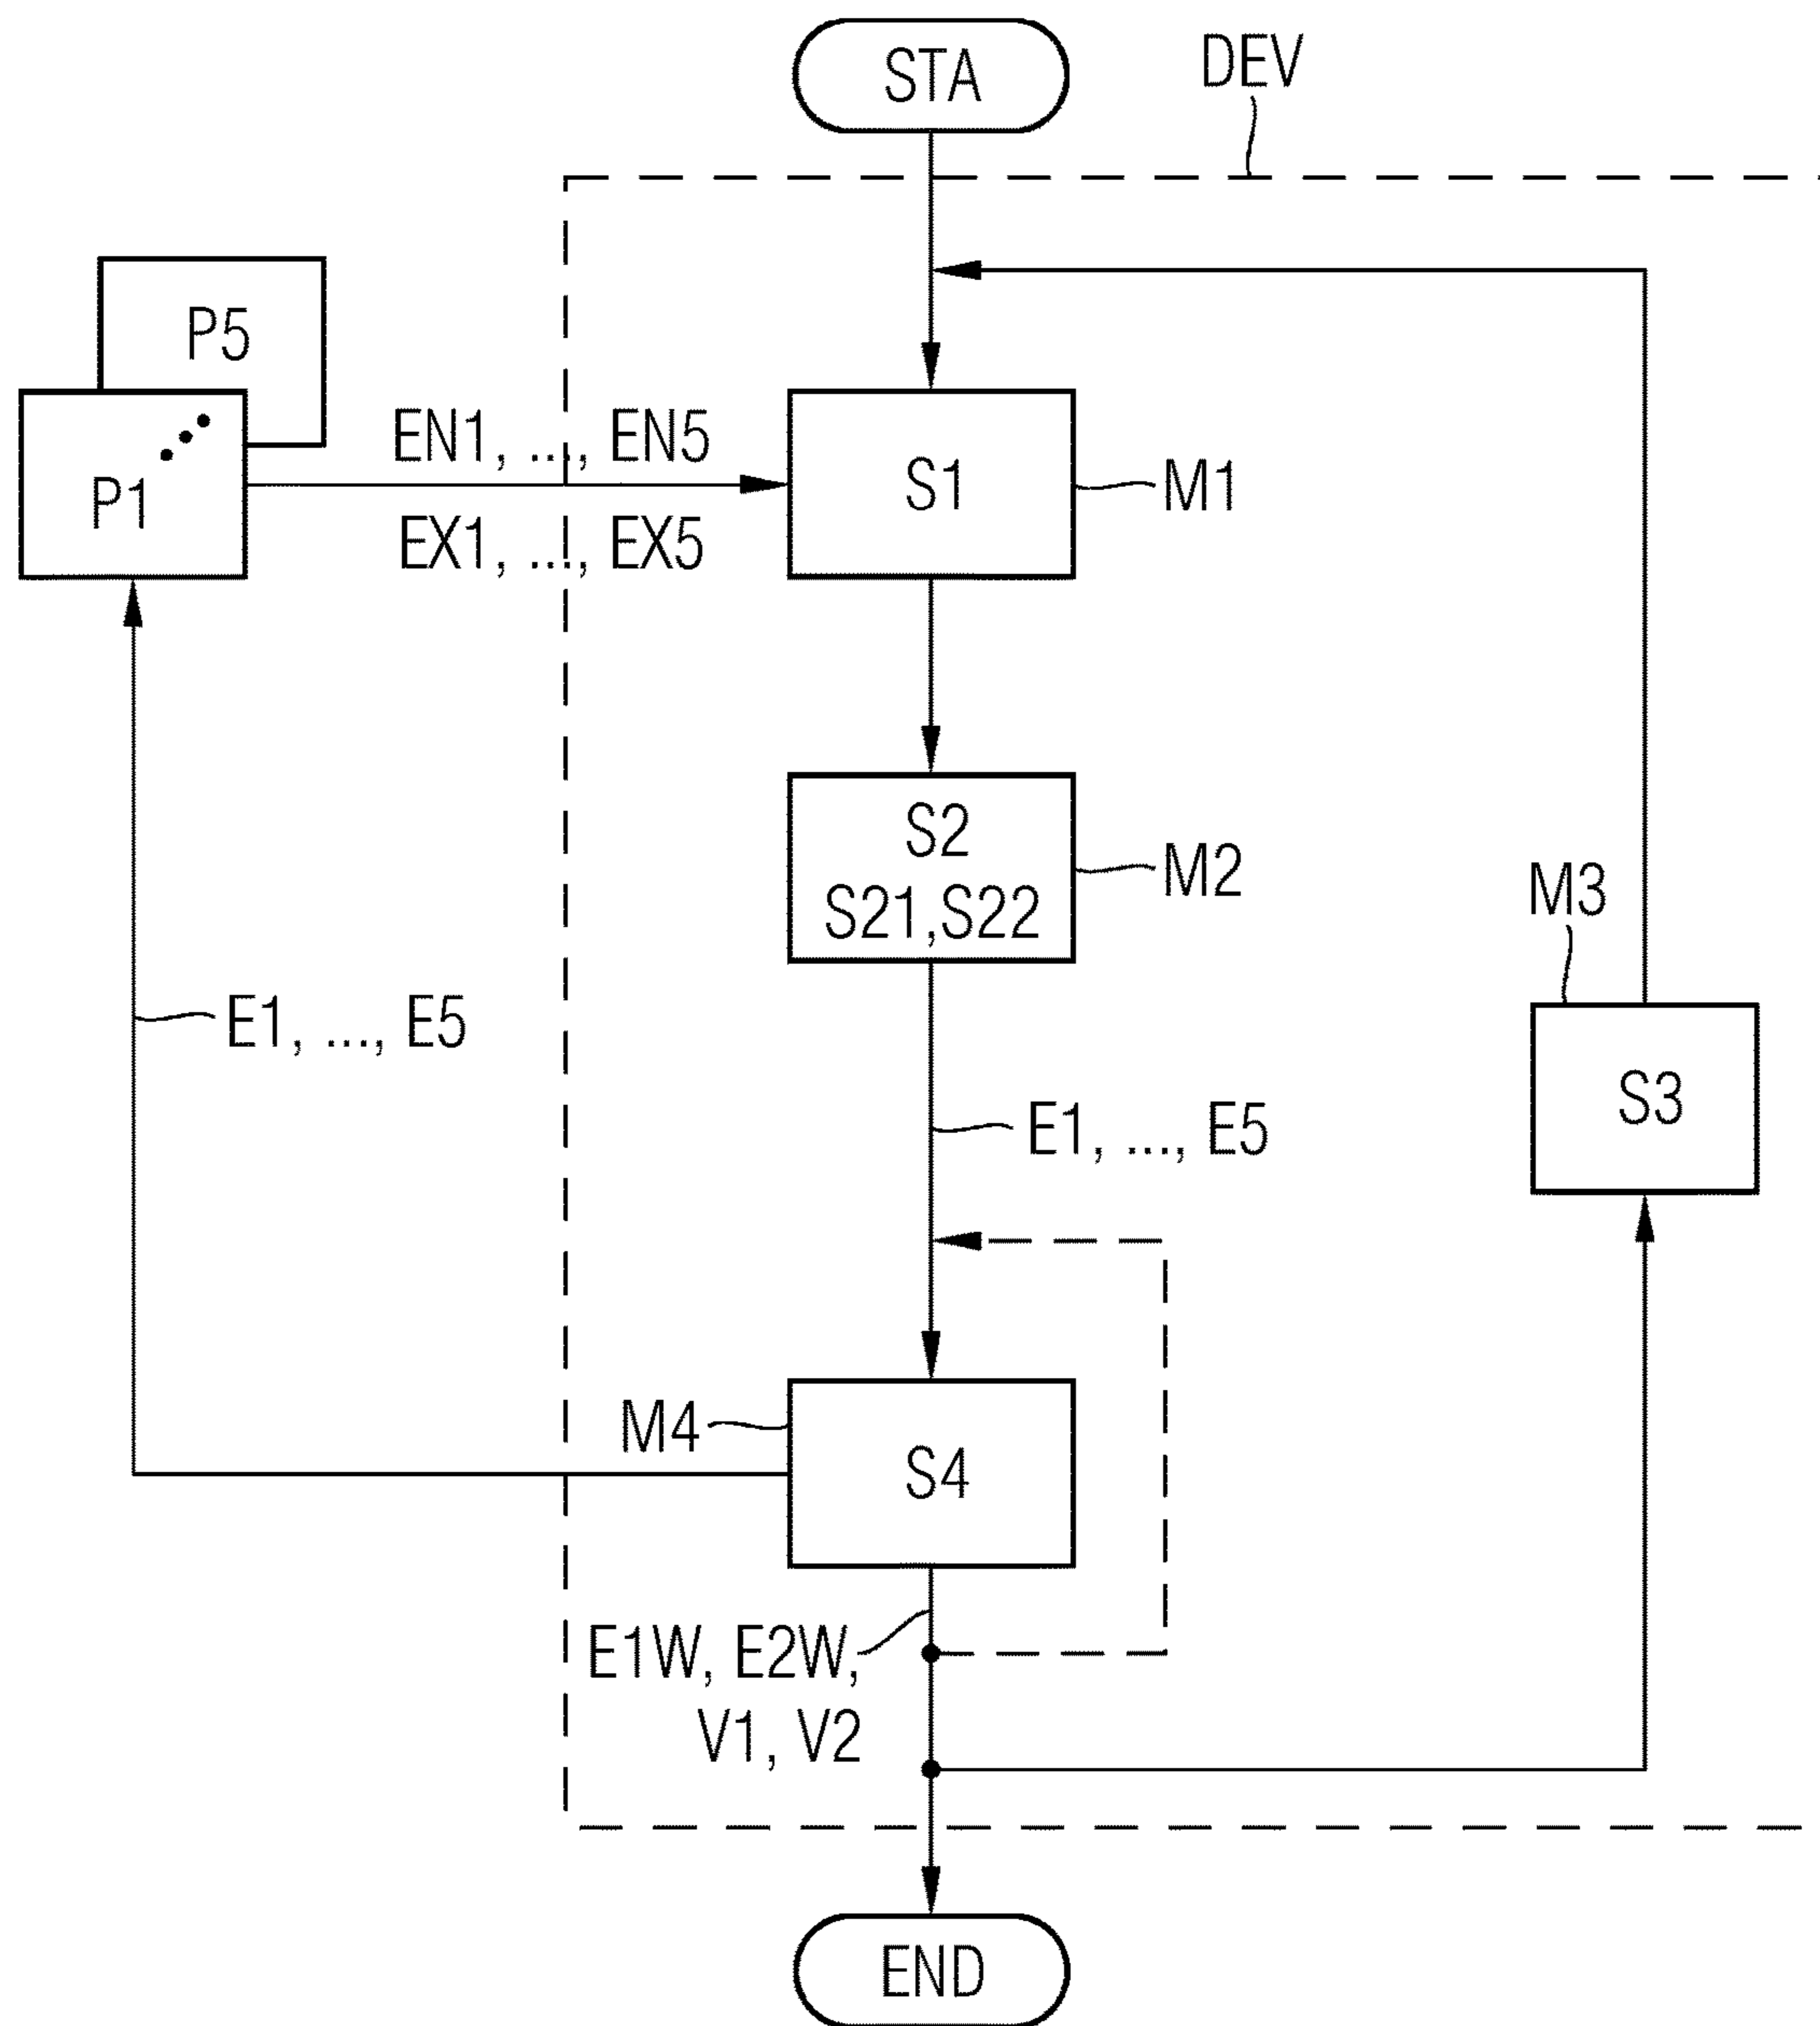 STA
DEV
P5
P1
EN1, ..., EN5
EX1, ..., EX5
S1
M1
S2
S21,S22
M2
M3
S3
E1, ..., E5
E1, ..., E5
M4
S4
E1W, E2W,
V1, V2
END